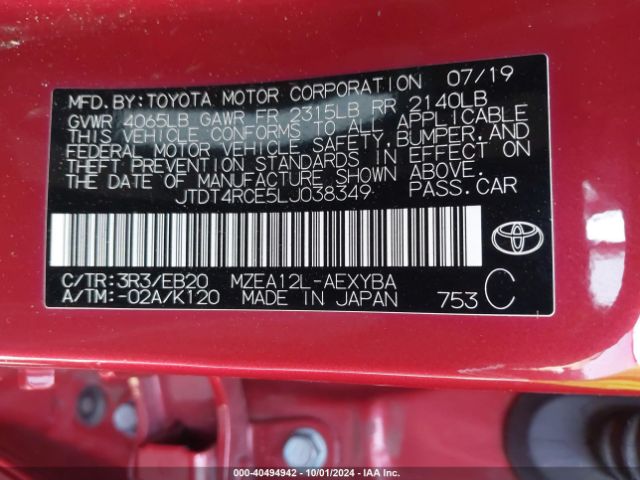 MFD.BY:TOYOTA MOTOR CORPORATION 07/19
GVWR 4065LB GAWR FR 2315LB RR 2140LB
THIS VEHICLE CONFORMS TO ALL APPLICABLE
FEDERAL MOTOR VEHICLE SAFETY,BUMPER,AND
THEFT PREVENTION STANDARDS IN EFFECT ON
THE DATE OF MANUFACTURE SHOWN ABOVE.
JTDT4RCE5LJ038349 PASS.CAR
C/TR:3R3/EB20 MZEA12L-AEXYBA
A/TM:-02A/K120 MADE IN JAPAN 753 C
TOYOTA
000-40494942 - 10/01/2024 - IAA Inc.